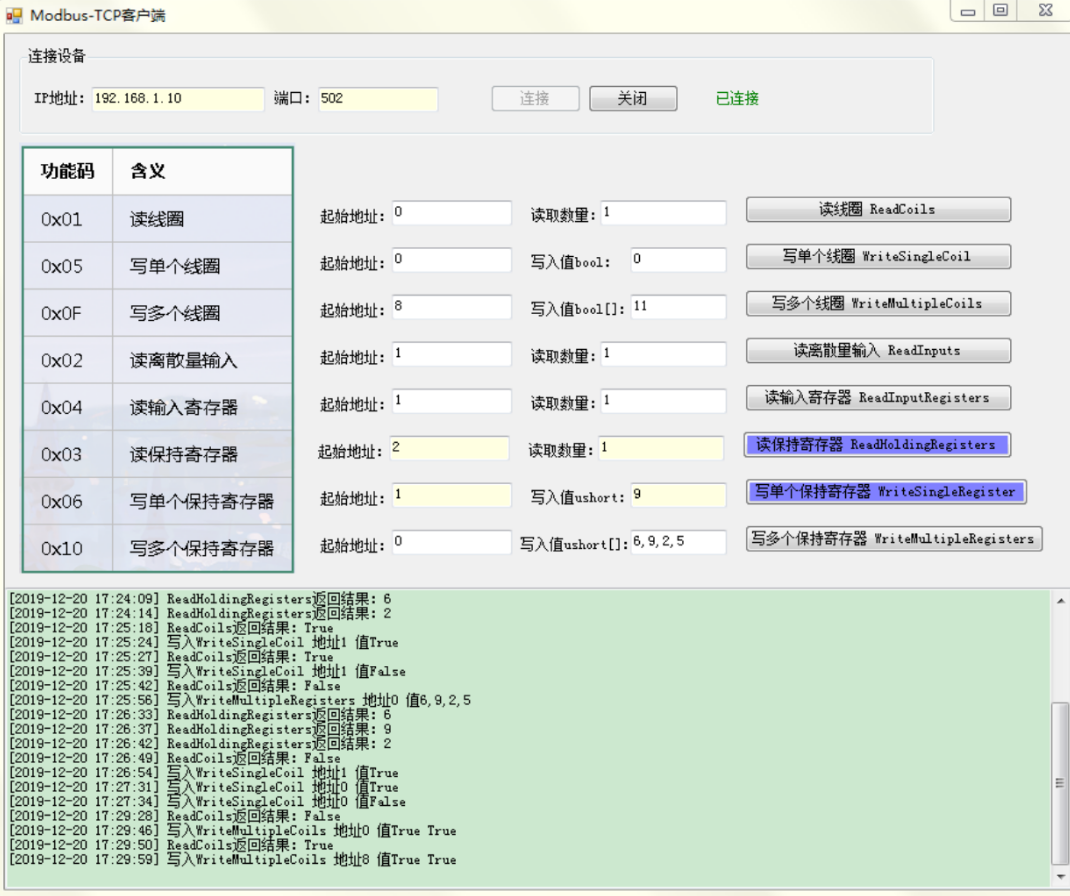 Modbus-TCP客户端
连接设备
IP地址: 192.168.1.10 端口: 502 连接 关闭 已连接
功能码 含义
0x01 读线圈 起始地址: 0 读取数量: 1 读线圈 ReadCoils
0x05 写单个线圈 起始地址: 0 写入值bool: 0 写单个线圈 WriteSingleCoil
0x0F 写多个线圈 起始地址: 8 写入值bool[]: 11 写多个线圈 WriteMultipleCoils
0x02 读离散量输入 起始地址: 1 读取数量: 1 读离散量输入 ReadInputs
0x04 读输入寄存器 起始地址: 1 读取数量: 1 读输入寄存器 ReadInputRegisters
0x03 读保持寄存器 起始地址: 2 读取数量: 1 读保持寄存器 ReadHoldingRegisters
0x06 写单个保持寄存器 起始地址: 1 写入值ushort: 9 写单个保持寄存器 WriteSingleRegister
0x10 写多个保持寄存器 起始地址: 0 写入值ushort[]: 6,9,2,5 写多个保持寄存器 WriteMultipleRegisters
[2019-12-20 17:24:09] ReadHoldingRegisters返回结果: 6
[2019-12-20 17:24:14] ReadHoldingRegisters返回结果: 2
[2019-12-20 17:25:18] ReadCoils返回结果: True
[2019-12-20 17:25:24] 写入WriteSingleCoil 地址1 值True
[2019-12-20 17:25:27] ReadCoils返回结果: True
[2019-12-20 17:25:39] 写入WriteSingleCoil 地址1 值False
[2019-12-20 17:25:42] ReadCoils返回结果: False
[2019-12-20 17:25:56] 写入WriteMultipleRegisters 地址0 值6,9,2,5
[2019-12-20 17:26:33] ReadHoldingRegisters返回结果: 6
[2019-12-20 17:26:37] ReadHoldingRegisters返回结果: 9
[2019-12-20 17:26:42] ReadHoldingRegisters返回结果: 2
[2019-12-20 17:26:49] ReadCoils返回结果: False
[2019-12-20 17:26:54] 写入WriteSingleCoil 地址1 值True
[2019-12-20 17:27:31] 写入WriteSingleCoil 地址0 值True
[2019-12-20 17:27:34] 写入WriteSingleCoil 地址0 值False
[2019-12-20 17:29:28] ReadCoils返回结果: False
[2019-12-20 17:29:46] 写入WriteMultipleCoils 地址0 值True True
[2019-12-20 17:29:50] ReadCoils返回结果: True
[2019-12-20 17:29:59] 写入WriteMultipleCoils 地址8 值True True